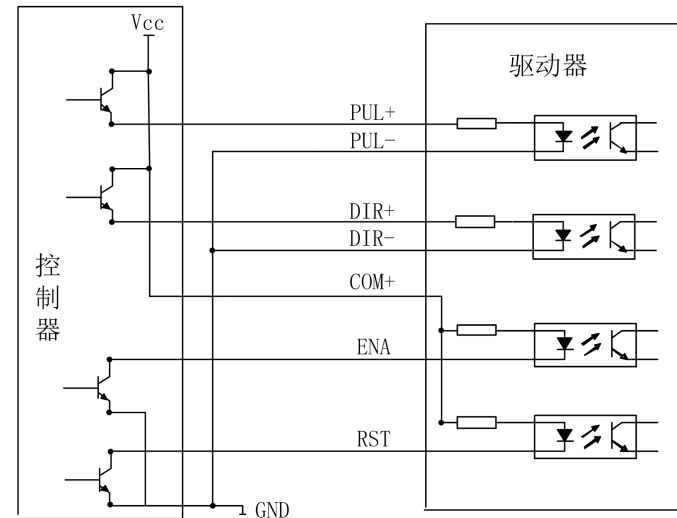 Vcc
驱动器
PUL+
PUL-
DIR+
DIR-
控制器
COM+
ENA
RST
GND